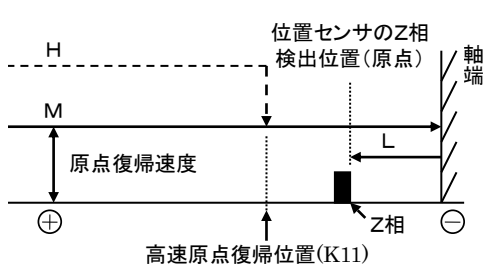 位置センサのZ相
検出位置(原点)
軸端
H
M
L
原点復帰速度
⊕
Z相
⊖
高速原点復帰位置(K11)